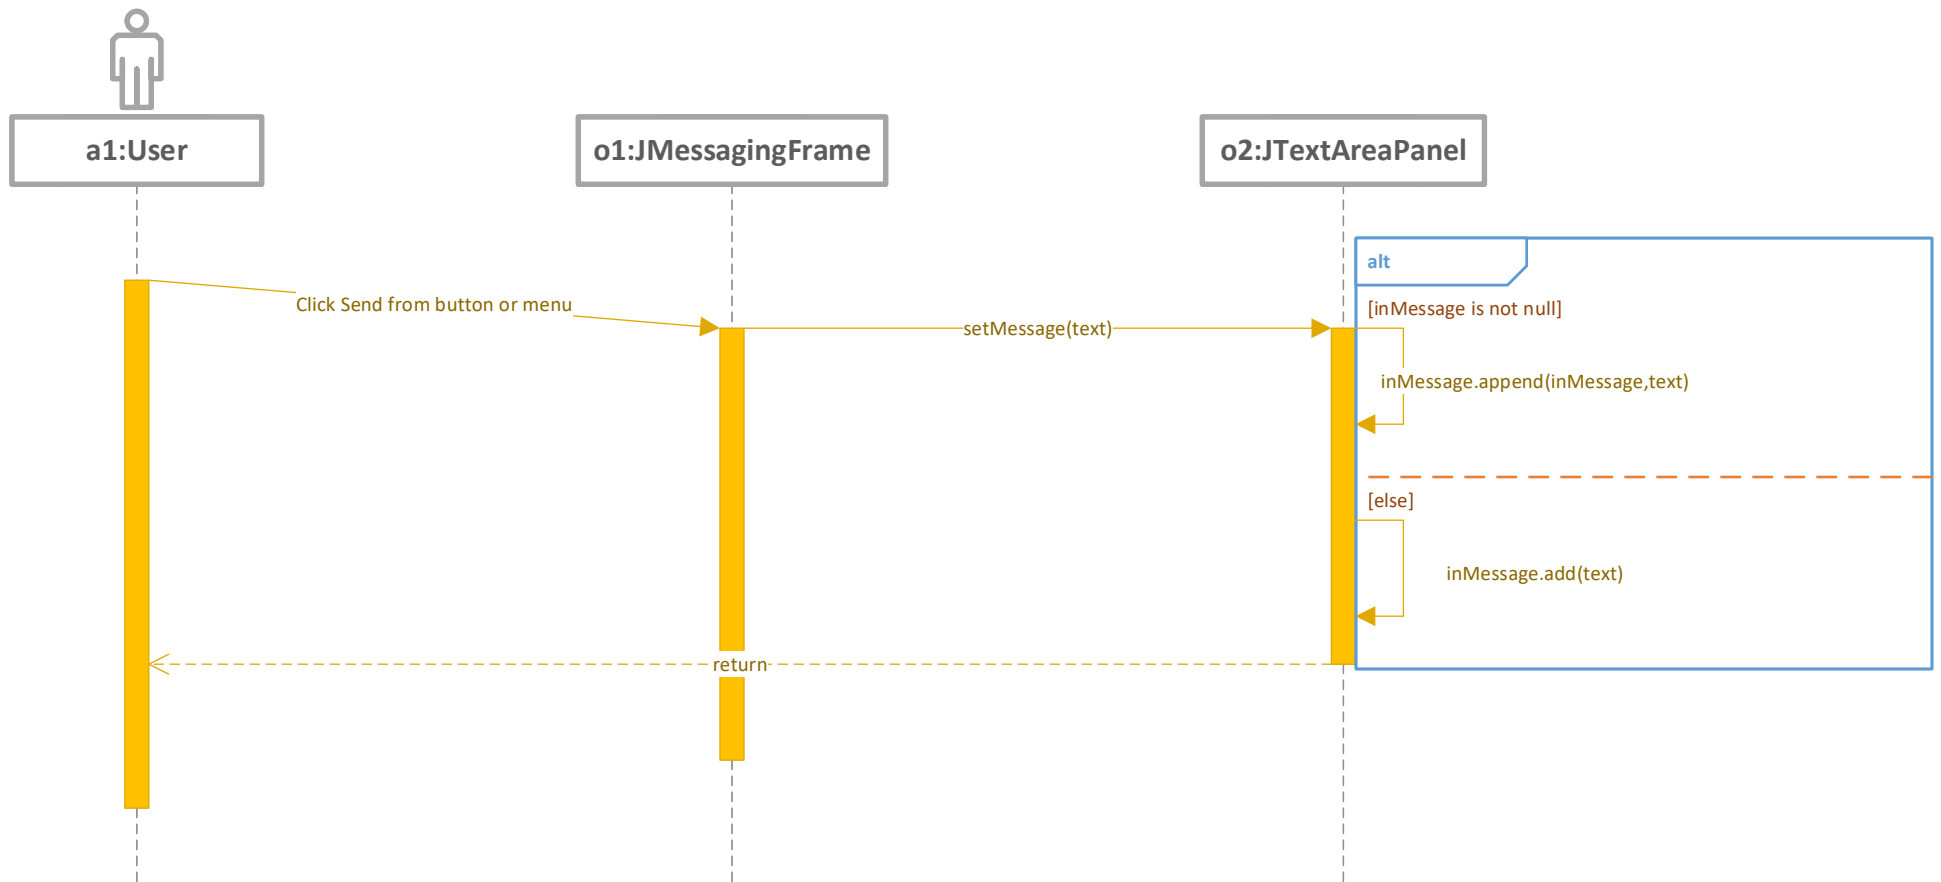 a1:User
o1:JMessagingFrame
o2:JTextAreaPanel
alt
[inMessage is not null]
Click Send from button or menu
setMessage(text)
inMessage.append(inMessage,text)
[else]
inMessage.add(text)
return